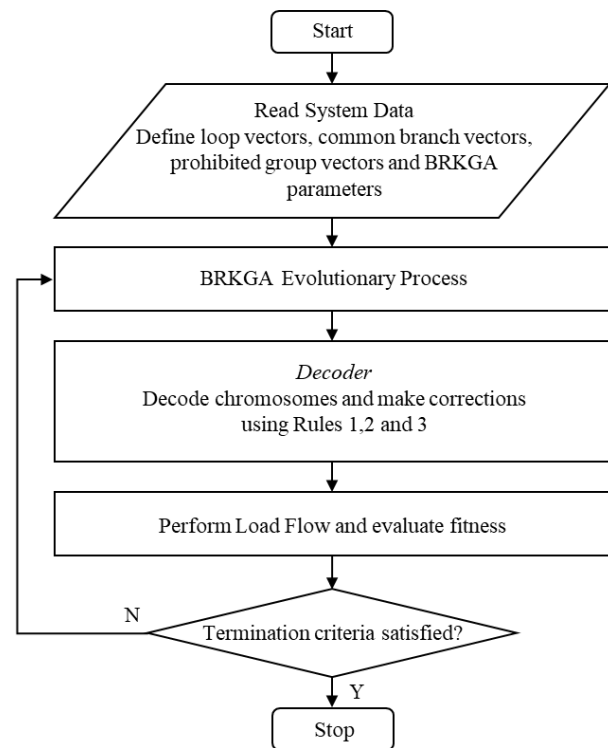 Start
Read System Data
Define loop vectors, common branch vectors,
prohibited group vectors and BRKGA
parameters
BRKGA Evolutionary Process
Decoder
Decode chromosomes and make corrections
using Rules 1,2 and 3
Perform Load Flow and evaluate fitness
N
Termination criteria satisfied?
Y
Stop